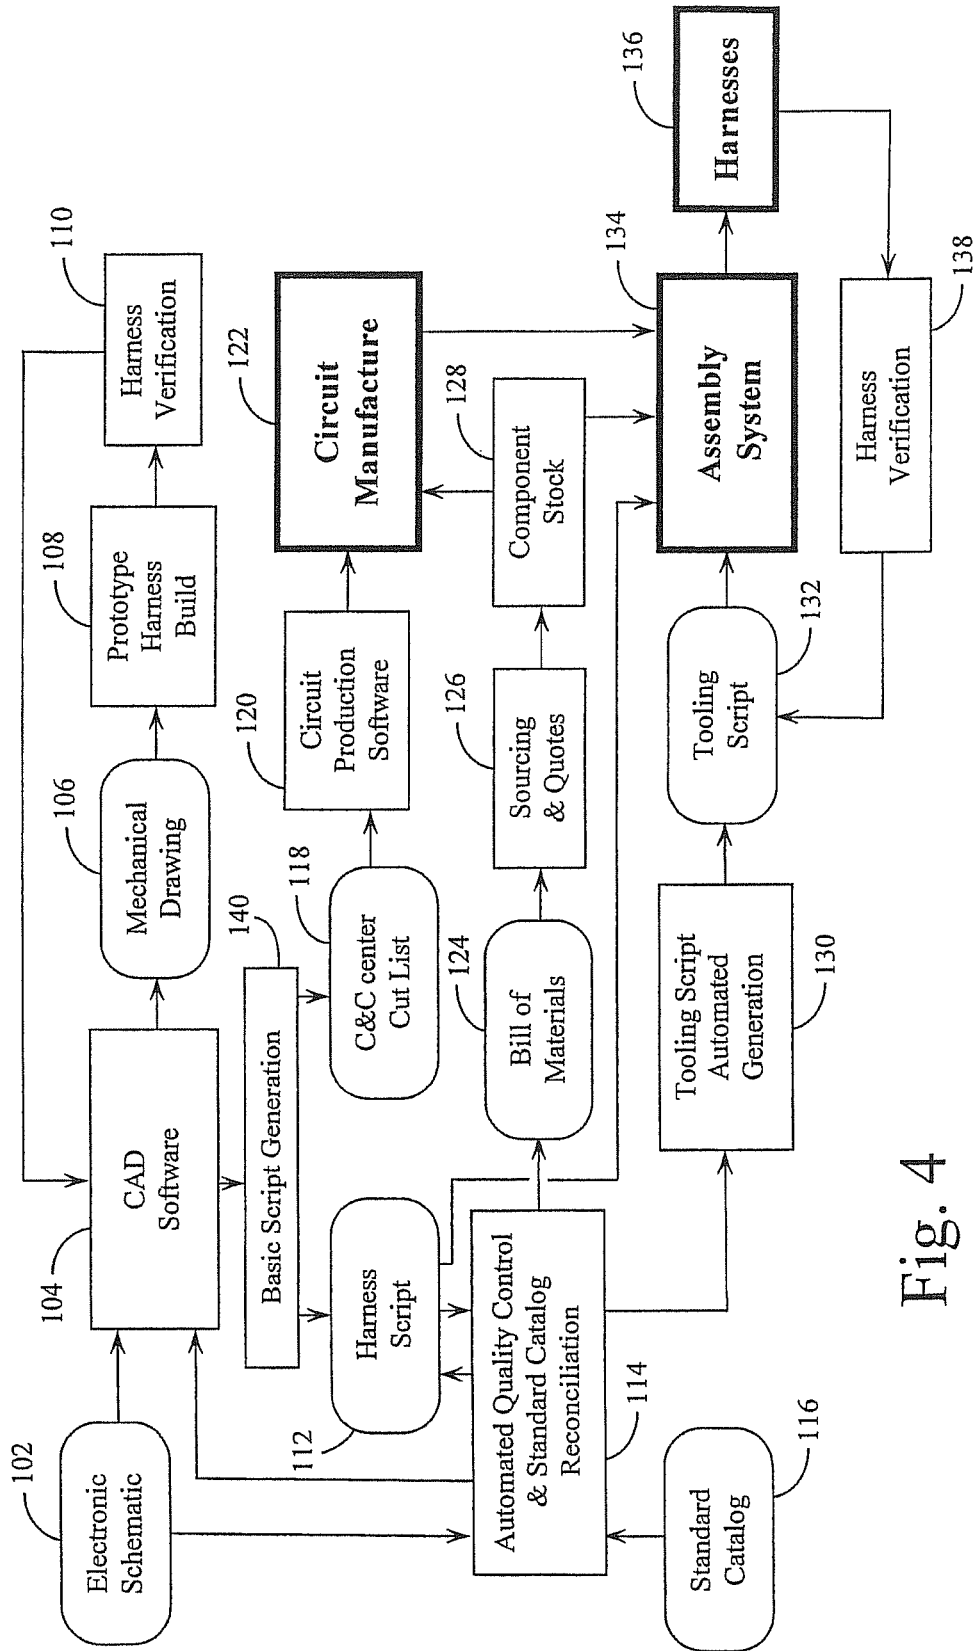 102
Electronic
Schematic
104
CAD
Software
106
Mechanical
Drawing
108
Prototype
Harness
Build
110
Harness
Verification
140
Basic Script Generation
112
Harness
Script
118
C&C center
Cut List
120
Circuit
Production
Software
122
Circuit
Manufacture
114
Automated Quality Control
& Standard Catalog
Reconciliation
116
Standard
Catalog
124
Bill of
Materials
126
Sourcing
& Quotes
128
Component
Stock
130
Tooling Script
Automated
Generation
132
Tooling
Script
134
Assembly
System
136
Harnesses
138
Harness
Verification
Fig. 4